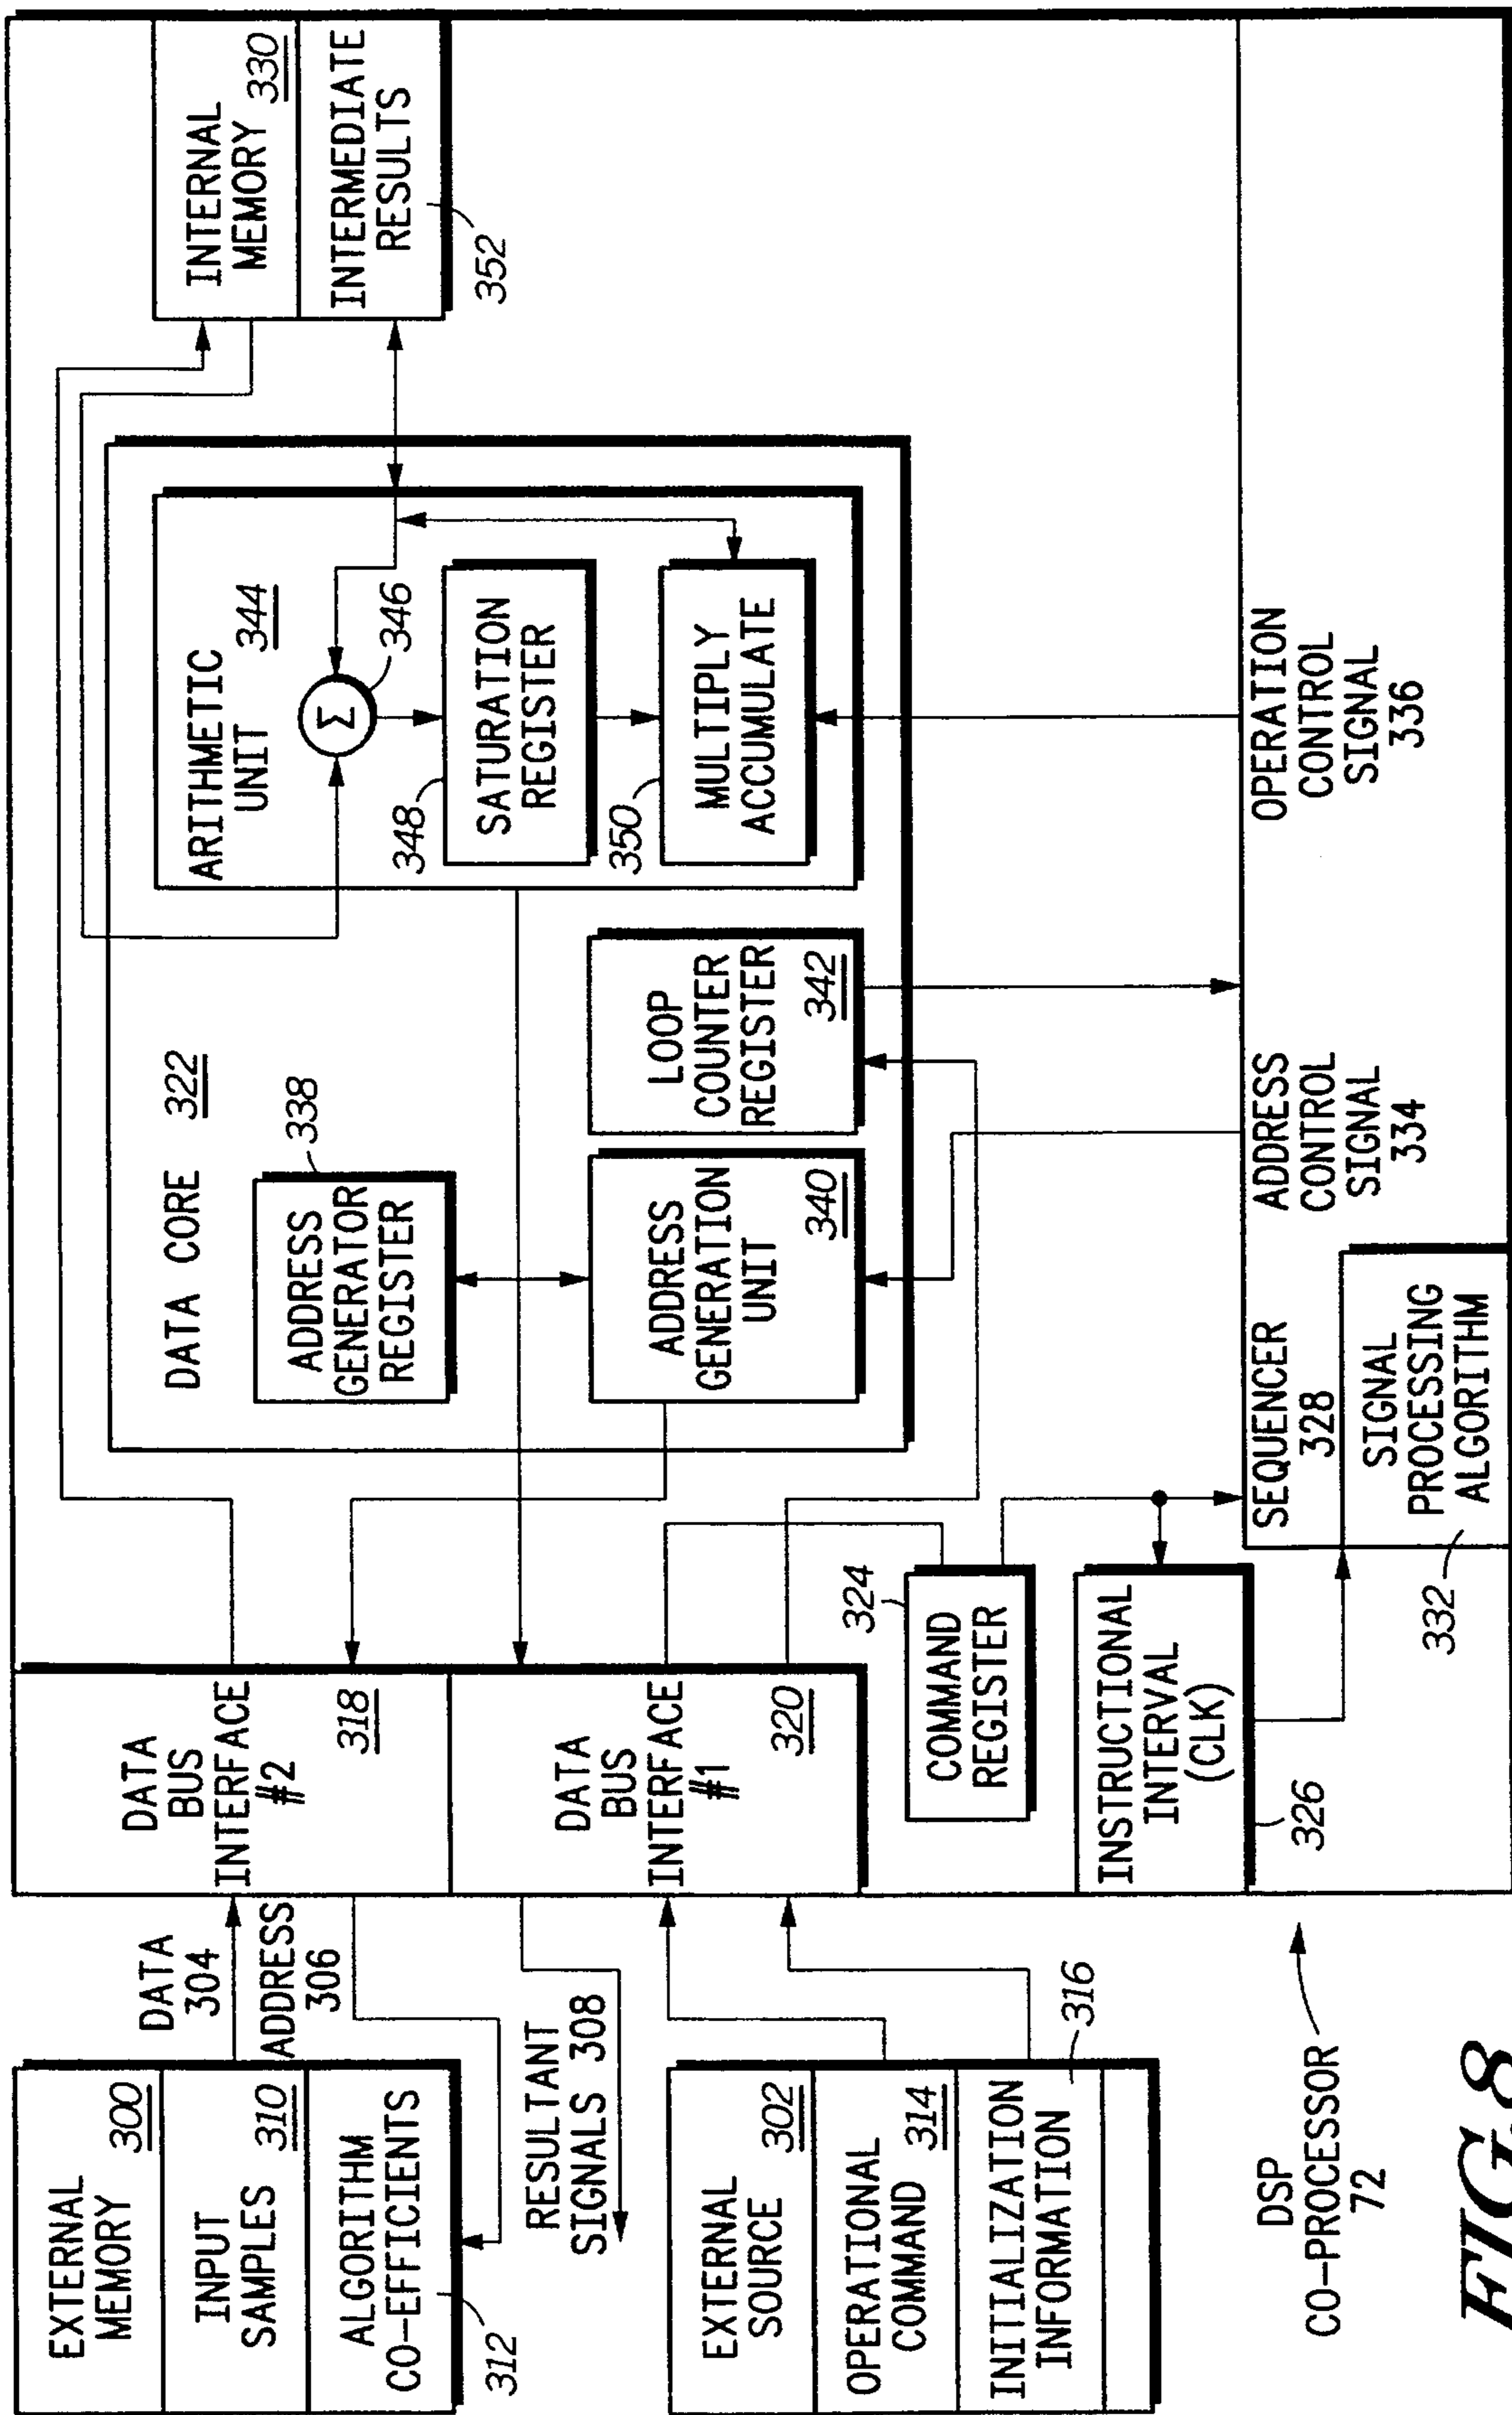 EXTERNAL
MEMORY
300
INPUT
SAMPLES
310
ALGORITHM
CO-EFFICIENTS
312
DATA
304
ADDRESS
306
RESULTANT
SIGNALS 308
EXTERNAL
SOURCE
302
OPERATIONAL
COMMAND
314
INITIALIZATION
INFORMATION
316
DSP
CO-PROCESSOR
72
DATA
BUS
INTERFACE
#2
318
DATA
BUS
INTERFACE
#1
320
324
COMMAND
REGISTER
INSTRUCTIONAL
INTERVAL
(CLK)
326
DATA CORE 322
338
ADDRESS
GENERATOR
REGISTER
ADDRESS
GENERATION
UNIT
340
LOOP
COUNTER
REGISTER
342
ARITHMETIC
UNIT
344
Σ
346
348
SATURATION
REGISTER
350
MULTIPLY
ACCUMULATE
INTERNAL
MEMORY
330
INTERMEDIATE
RESULTS
352
SEQUENCER
328
SIGNAL
PROCESSING
ALGORITHM
332
ADDRESS
CONTROL
SIGNAL
334
OPERATION
CONTROL
SIGNAL
336
FIG.8